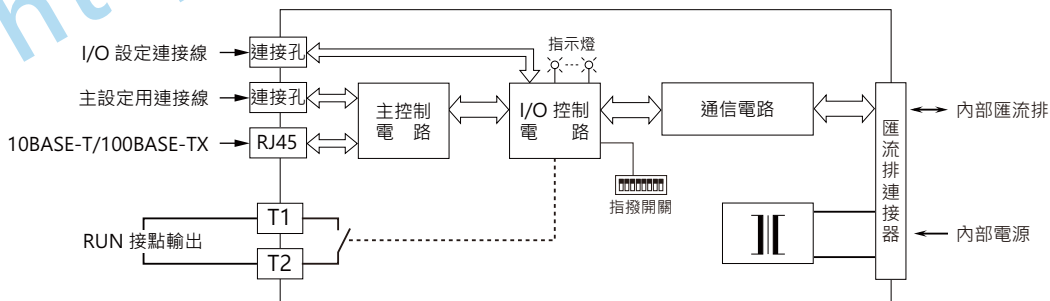 I/O 設定連接線
連接孔
指示燈
主設定用連接線
連接孔
主控制
電 路
I/O 控制
電 路
通信電路
內部匯流排
10BASE-T/100BASE-TX
RJ45
匯流排連接器
指撥開關
T1
RUN 接點輸出
T2
內部電源